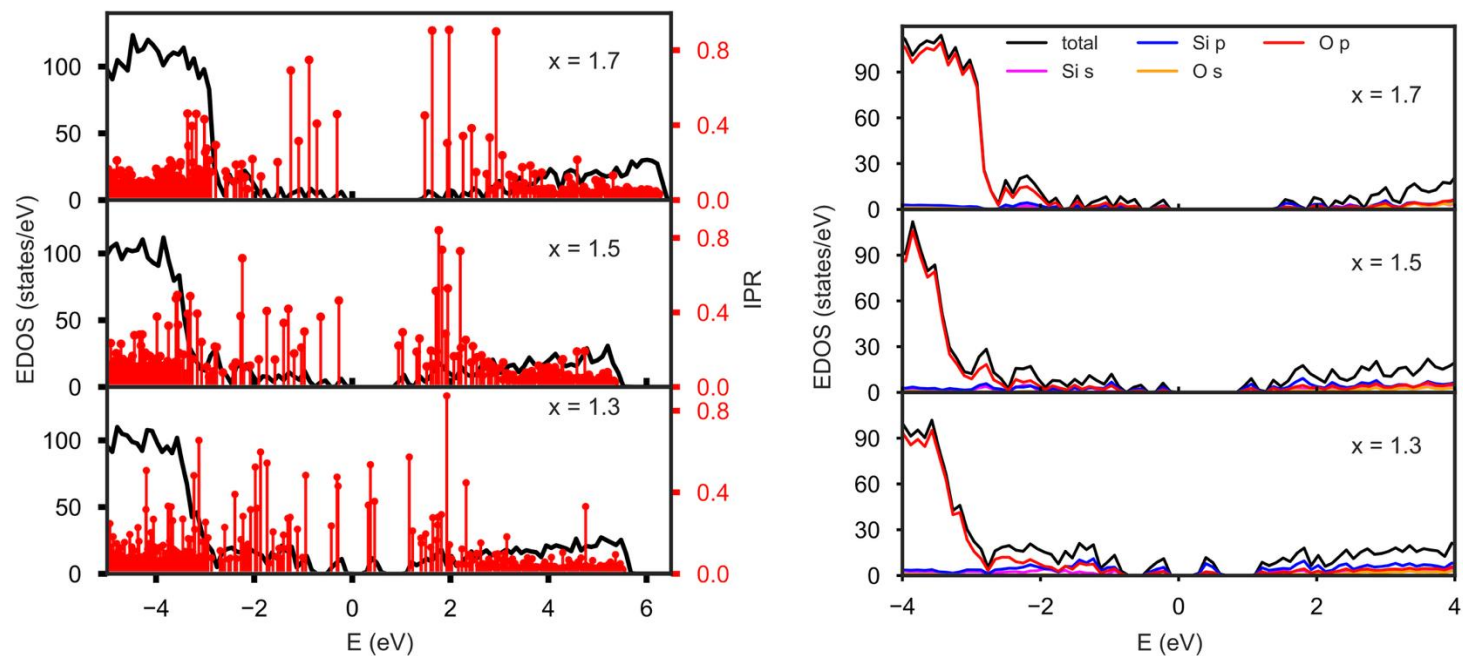 x = 1.7
100
50
0
0.8
0.4
0.0
x = 1.5
100
50
0
0.8
0.4
0.0
x = 1.3
100
50
0
0.8
0.4
0.0
EDOS (states/eV)
IPR
−4 −2 0 2 4 6
E (eV)
total Si p O p
Si s O s
x = 1.7
90
60
30
0
x = 1.5
90
60
30
0
x = 1.3
90
60
30
0
EDOS (states/eV)
−4 −2 0 2 4
E (eV)